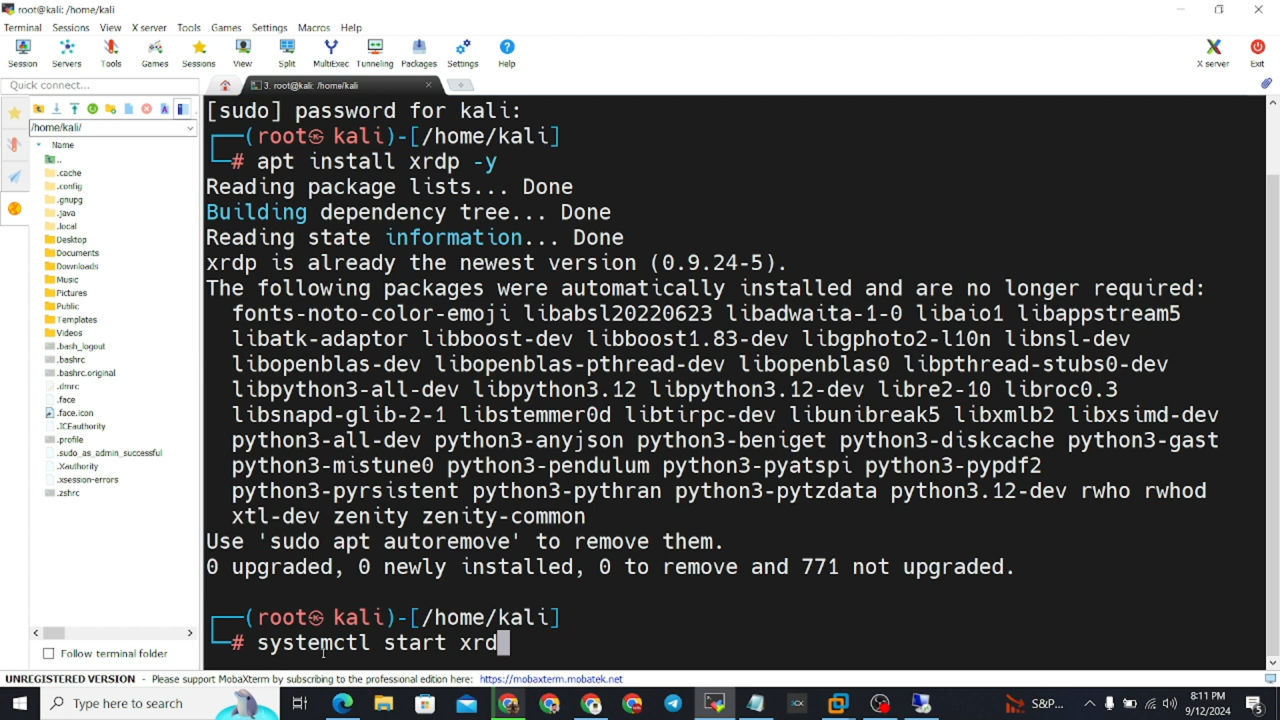 root@kali: /home/kali
Terminal Sessions View X server Tools Games Settings Macros Help
Session Servers Tools Games Sessions View Split MultiExec Tunneling Packages Settings Help X server Exit
Quick connect...
3. root@kali: /home/kali
/home/kali/
Name
..
.cache
.config
.gnupg
.java
.local
Desktop
Documents
Downloads
Music
Pictures
Public
Templates
Videos
.bash_logout
.bashrc
.bashrc.original
.dmrc
.face
.face.icon
.ICEauthority
.profile
.sudo_as_admin_successful
.Xauthority
.xsession-errors
.zshrc
Follow terminal folder
[sudo] password for kali:
┌──(root㉿kali)-[/home/kali]
└─# apt install xrdp -y
Reading package lists... Done
Building dependency tree... Done
Reading state information... Done
xrdp is already the newest version (0.9.24-5).
The following packages were automatically installed and are no longer required:
fonts-noto-color-emoji libabsl20220623 libadwaita-1-0 libaio1 libappstream5
libatk-adaptor libboost-dev libboost1.83-dev libgphoto2-l10n libnsl-dev
libopenblas-dev libopenblas-pthread-dev libopenblas0 libpthread-stubs0-dev
libpython3-all-dev libpython3.12 libpython3.12-dev libre2-10 libroc0.3
libsnapd-glib-2-1 libstemmer0d libtirpc-dev libunibreak5 libxmlb2 libxsimd-dev
python3-all-dev python3-anyjson python3-beniget python3-diskcache python3-gast
python3-mistune0 python3-pendulum python3-pyatspi python3-pypdf2
python3-pyrsistent python3-pythran python3-pytzdata python3.12-dev rwho rwhod
xtl-dev zenity zenity-common
Use 'sudo apt autoremove' to remove them.
0 upgraded, 0 newly installed, 0 to remove and 771 not upgraded.
┌──(root㉿kali)-[/home/kali]
└─# systemctl start xrd
UNREGISTERED VERSION - Please support MobaXterm by subscribing to the professional edition here: https://mobaxterm.mobatek.net
Type here to search
S&P...
8:11 PM
9/12/2024
5